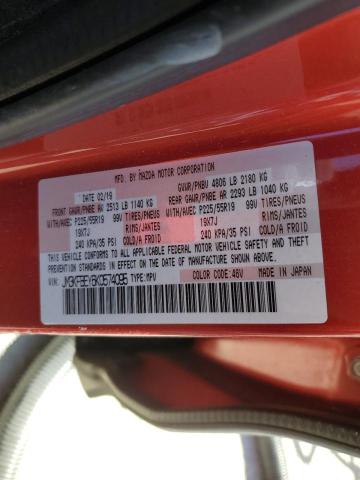 MFD. BY MAZDA MOTOR CORPORATION
DATE 02/19 GVWR/PNBV 4806 LB 2180 KG
FRONT GAWR/PNBE AV 2513 LB 1140 KG REAR GAWR/PNBE AR 2293 LB 1040 KG
WITH/AVEC P225/55R19 99V TIRES/PNEUS WITH/AVEC P225/55R19 99V TIRES/PNEUS
19X7J RIMS/JANTES 19X7J RIMS/JANTES
240 KPA/35 PSI COLD/A FROID 240 KPA/35 PSI COLD/A FROID
THIS VEHICLE CONFORMS TO ALL APPLICABLE FEDERAL MOTOR VEHICLE SAFETY, BUMPER, AND THEFT
PREVENTION STANDARDS IN EFFECT ON THE DATE OF MANUFACTURE SHOWN ABOVE.
VIN: JM3KFBEY6K0574095 TYPE: MPV COLOR CODE: 46V MADE IN JAPAN